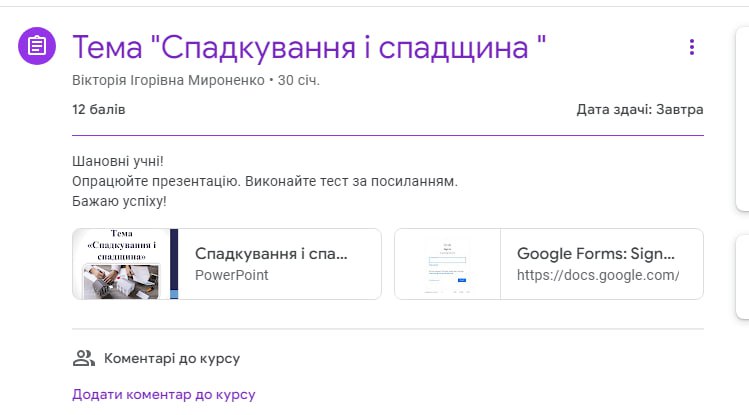 Тема "Спадкування і спадщина "
Вікторія Ігорівна Мироненко • 30 січ.
12 балів
Дата здачі: Завтра
Шановні учні!
Опрацюйте презентацію. Виконайте тест за посиланням.
Бажаю успіху!
Тема
«Спадкування і
спадщина»
Спадкування і спа...
PowerPoint
Google Forms: Sign...
https://docs.google.com/
Коментарі до курсу
Додати коментар до курсу